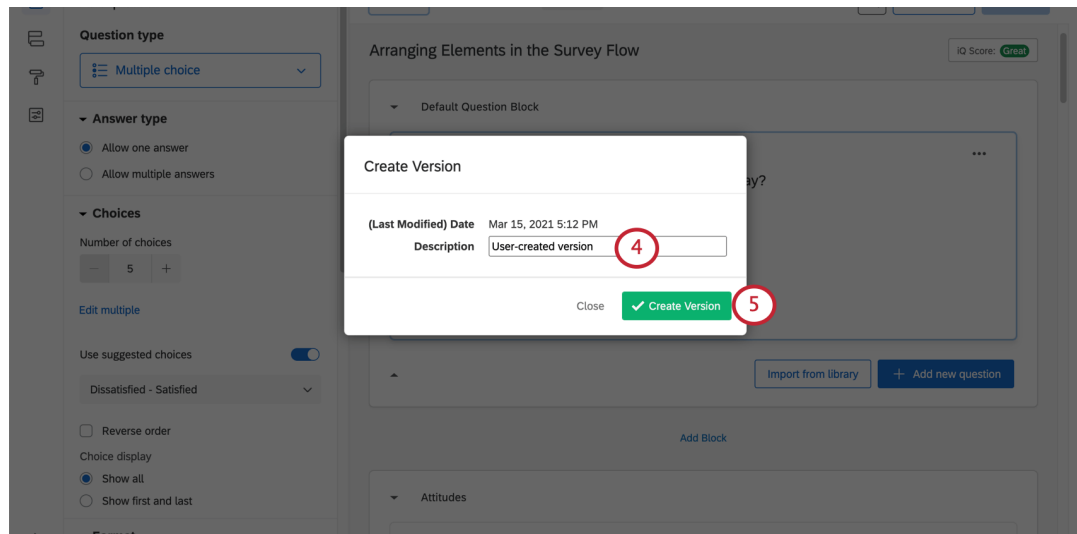 Question type
Multiple choice
Answer type
Allow one answer
Allow multiple answers
Choices
Number of choices
5
Edit multiple
Use suggested choices
Dissatisfied - Satisfied
Reverse order
Choice display
Show all
Show first and last
Arranging Elements in the Survey Flow
iQ Score: Great
Default Question Block
Create Version
(Last Modified) Date Mar 15, 2021 5:12 PM
Description User-created version 4
Close Create Version 5
Import from library + Add new question
Add Block
Attitudes